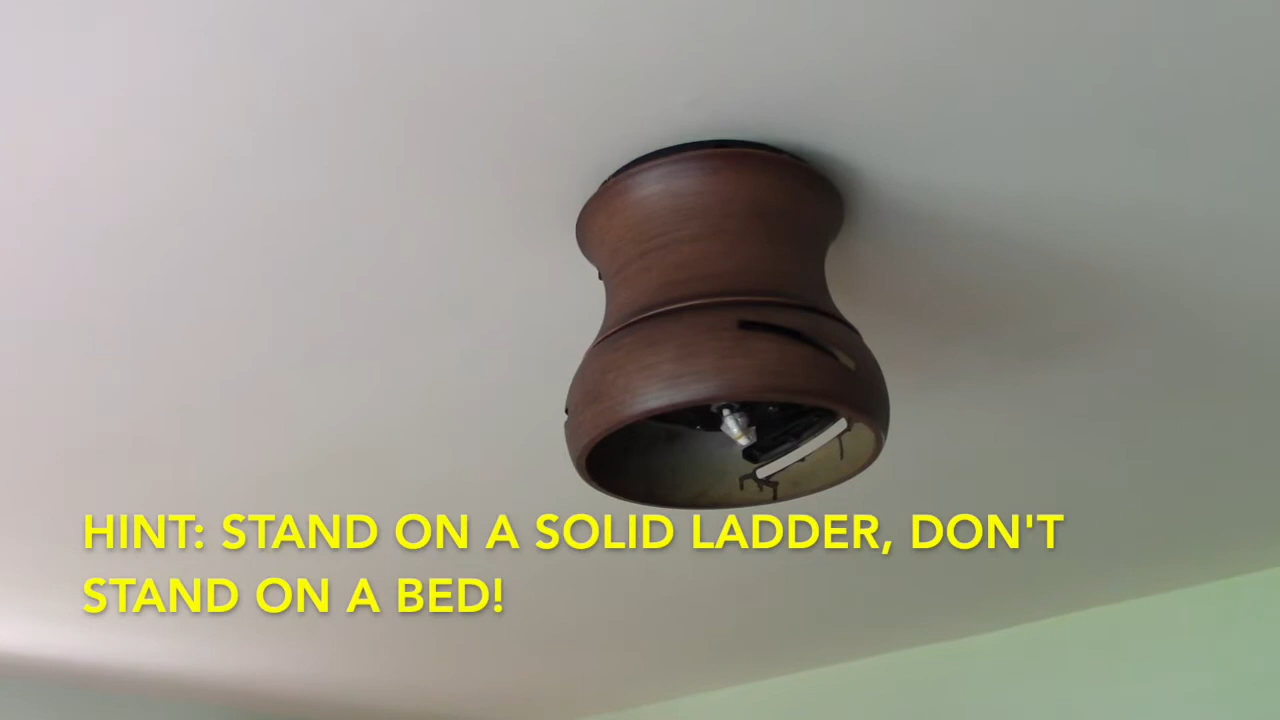 HINT: STAND ON A SOLID LADDER, DON'T
STAND ON A BED!